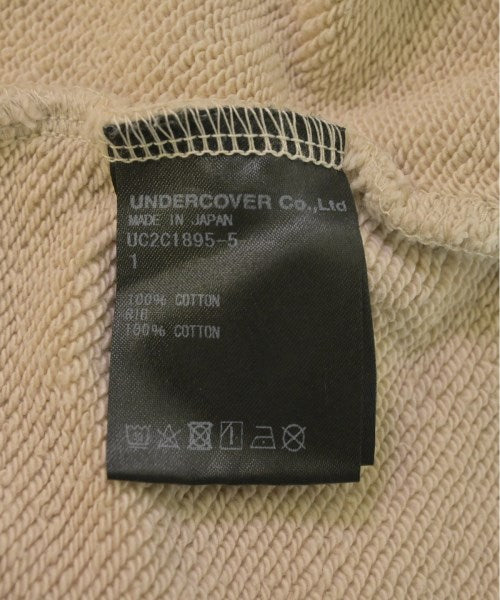 UNDERCOVER Co.,Ltd
MADE IN JAPAN
UC2C1895-5
1
100% COTTON
RIB
100% COTTON